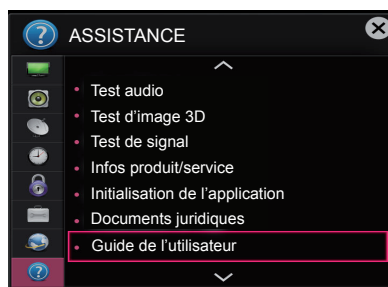 ASSISTANCE
Test audio
Test d'image 3D
Test de signal
Infos produit/service
Initialisation de l'application
Documents juridiques
Guide de l'utilisateur